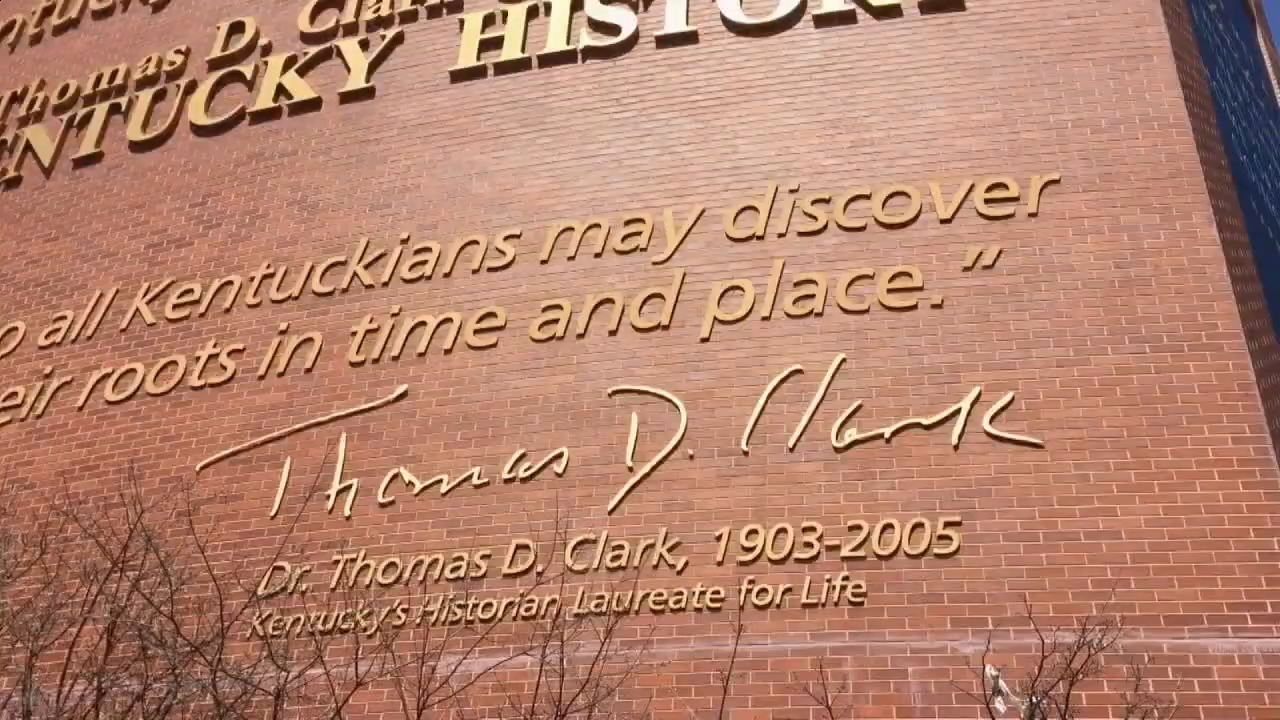 Thomas D. Clark
KENTUCKY HISTORY
all Kentuckians may discover
roots in time and place.”
Thomas D. Clark
Dr. Thomas D. Clark, 1903-2005
Kentucky's Historian Laureate for Life